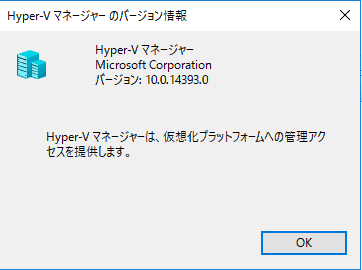 Hyper-V マネージャー のバージョン情報
Hyper-V マネージャー
Microsoft Corporation
バージョン: 10.0.14393.0
Hyper-V マネージャーは、仮想化プラットフォームへの管理アク
セスを提供します。
OK